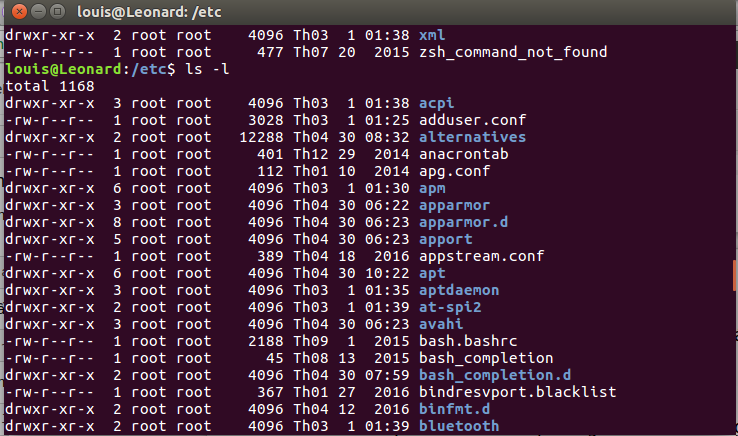 louis@Leonard: /etc
drwxr-xr-x  2 root root    4096 Th03  1 01:38 xml
-rw-r--r--  1 root root     477 Th07 20  2015 zsh_command_not_found
louis@Leonard:/etc$ ls -l
total 1168
drwxr-xr-x  3 root root    4096 Th03  1 01:38 acpi
-rw-r--r--  1 root root    3028 Th03  1 01:25 adduser.conf
drwxr-xr-x  2 root root   12288 Th04 30 08:32 alternatives
-rw-r--r--  1 root root     401 Th12 29  2014 anacrontab
-rw-r--r--  1 root root     112 Th01 10  2014 apg.conf
drwxr-xr-x  6 root root    4096 Th03  1 01:30 apm
drwxr-xr-x  3 root root    4096 Th04 30 06:22 apparmor
drwxr-xr-x  8 root root    4096 Th04 30 06:23 apparmor.d
drwxr-xr-x  5 root root    4096 Th04 30 06:23 apport
-rw-r--r--  1 root root     389 Th04 18  2016 appstream.conf
drwxr-xr-x  6 root root    4096 Th04 30 10:22 apt
drwxr-xr-x  3 root root    4096 Th03  1 01:35 aptdaemon
drwxr-xr-x  2 root root    4096 Th03  1 01:39 at-spi2
drwxr-xr-x  3 root root    4096 Th04 30 06:23 avahi
-rw-r--r--  1 root root    2188 Th09  1  2015 bash.bashrc
-rw-r--r--  1 root root      45 Th08 13  2015 bash_completion
drwxr-xr-x  2 root root    4096 Th04 30 07:59 bash_completion.d
-rw-r--r--  1 root root     367 Th01 27  2016 bindresvport.blacklist
drwxr-xr-x  2 root root    4096 Th04 12  2016 binfmt.d
drwxr-xr-x  2 root root    4096 Th03  1 01:39 bluetooth